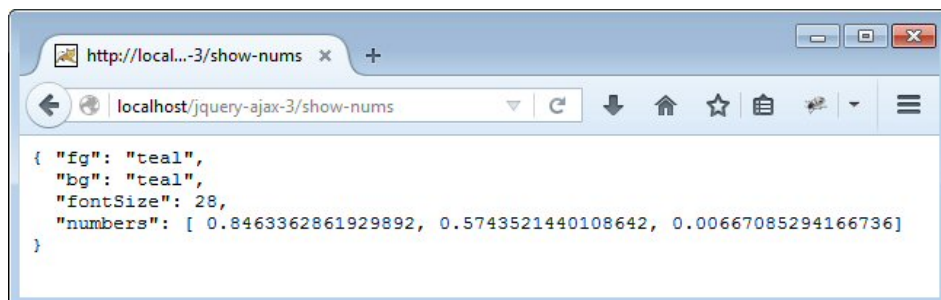 http://local...-3/show-nums
localhost/jquery-ajax-3/show-nums
{ "fg": "teal",
"bg": "teal",
"fontSize": 28,
"numbers": [ 0.8463362861929892, 0.5743521440108642, 0.00667085294166736]
}